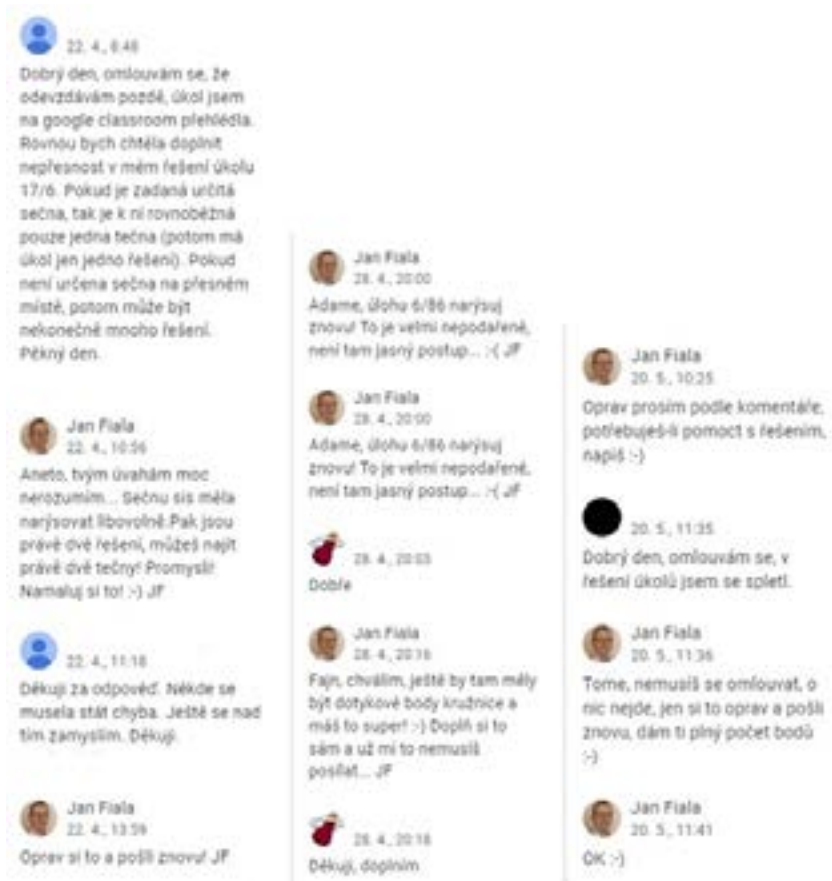 22. 4., 8:46
Dobrý den, omlouvám se, že
odevzdávám pozdě, úkol jsem
na google classroom přehlédla.
Rovnou bych chtěla doplnit
nepřesnost v mém řešení úkolu
17/6. Pokud je zadaná určitá
sečna, tak je k ní rovnoběžná
pouze jedna tečna (potom má
úkol jen jedno řešení). Pokud
není určena sečna na přesném
místě, potom může být
nekonečně mnoho řešení.
Pěkný den.
Jan Fiala
22. 4., 10:56
Aneto, tvým úvahám moc
nerozumím... Sečnu sis měla
narýsovat libovolně.Pak jsou
právě dvě řešení, můžeš najít
právě dvě tečny! Promysli!
Namaluj si to! :-) JF
22. 4., 11:18
Děkuji za odpověď. Někde se
musela stát chyba. Ještě se nad
tím zamyslím. Děkuji.
Jan Fiala
22. 4., 13:59
Oprav si to a pošli znovu! JF
Jan Fiala
28. 4., 20:00
Adame, úlohu 6/86 narýsuj
znovu! To je velmi nepodařené,
není tam jasný postup... :-( JF
Jan Fiala
28. 4., 20:00
Adame, úlohu 6/86 narýsuj
znovu! To je velmi nepodařené,
není tam jasný postup... :-( JF
28. 4., 20:03
Dobře
Jan Fiala
28. 4., 20:16
Fajn, chválím, ještě by tam měly
být dotykové body kružnice a
máš to super! :-) Doplň si to
sám a už mi to nemusíš
posílat... JF
28. 4., 20:18
Děkuji, doplním
Jan Fiala
20. 5., 10:25
Oprav prosím podle komentáře,
potřebuješ-li pomoct s řešením,
napiš :-)
20. 5., 11:35
Dobrý den, omlouvám se, v
řešení úkolů jsem se spletl.
Jan Fiala
20. 5., 11:36
Tome, nemusíš se omlouvat, o
nic nejde, jen si to oprav a pošli
znovu, dám ti plný počet bodů
:-)
Jan Fiala
20. 5., 11:41
OK :-)